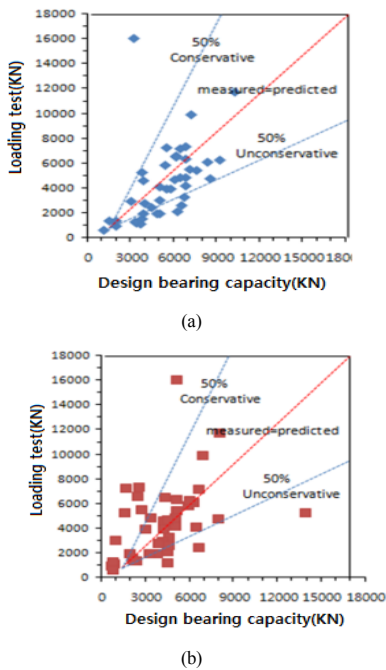 18000
16000
14000
12000
10000
8000
6000
4000
2000
0
Loading test(KN)
50%
Conservative
measured=predicted
50%
Unconservative
0 3000 6000 9000 12000 15000 1800
Design bearing capacity(KN)
(a)
18000
16000
14000
12000
10000
8000
6000
4000
2000
0
Loading test(KN)
50%
Conservative
measured=predicted
50%
Unconservative
0 3000 6000 9000 12000 15000 18000
Design bearing capacity(KN)
(b)